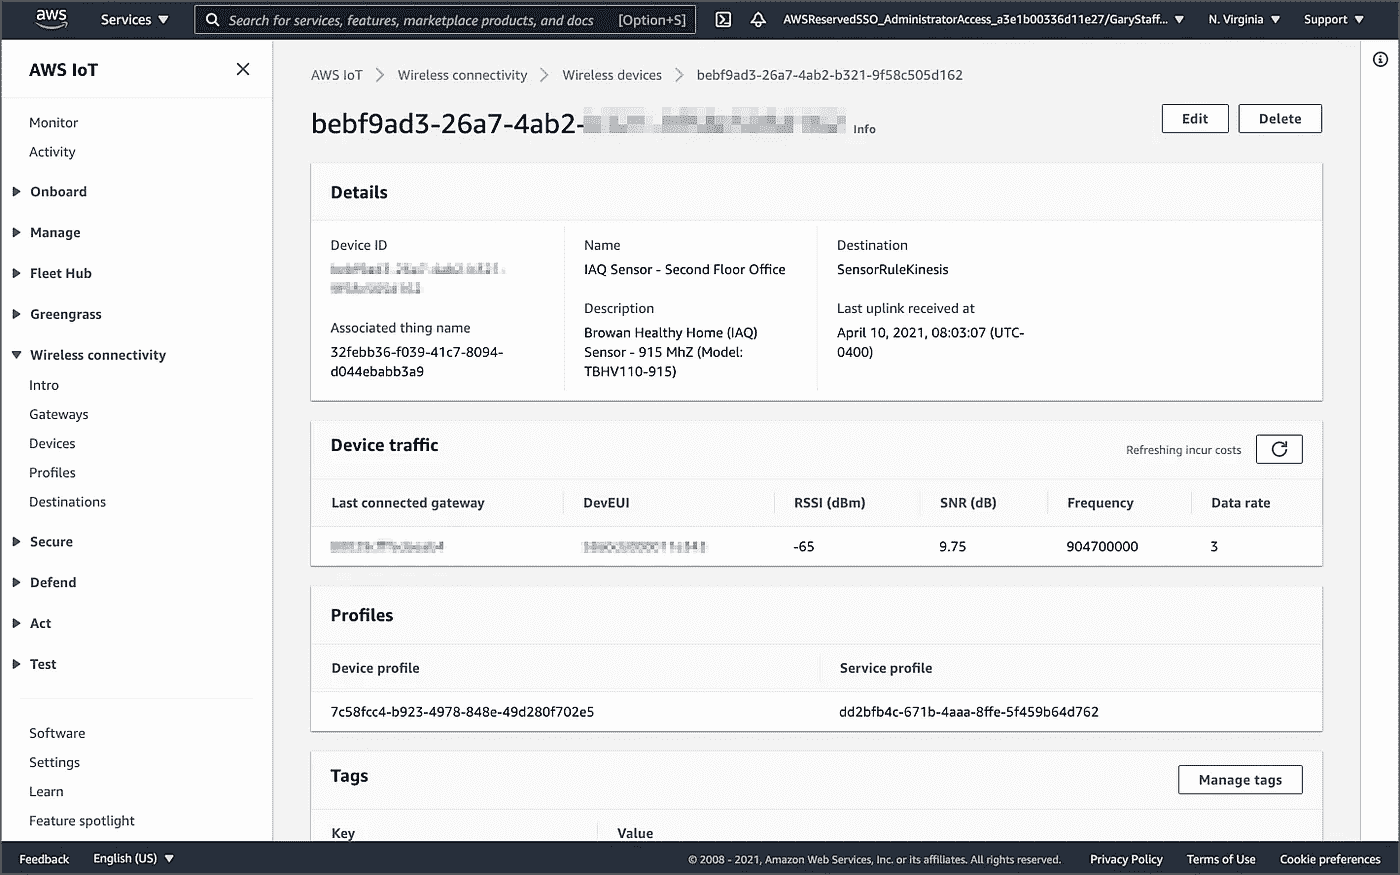 aws
Services
Search for services, features, marketplace products, and docs [Option+S]
AWSReservedSSO_AdministratorAccess_a3e1b00336d11e27/GaryStaff...
N. Virginia
Support
AWS IoT
Monitor
Activity
Onboard
Manage
Fleet Hub
Greengrass
Wireless connectivity
Intro
Gateways
Devices
Profiles
Destinations
Secure
Defend
Act
Test
Software
Settings
Learn
Feature spotlight
AWS IoT > Wireless connectivity > Wireless devices > bebf9ad3-26a7-4ab2-b321-9f58c505d162
bebf9ad3-26a7-4ab2- Info
Edit
Delete
Details
Device ID
Associated thing name
32febb36-f039-41c7-8094-
d044ebabb3a9
Name
IAQ Sensor - Second Floor Office
Description
Browan Healthy Home (IAQ)
Sensor - 915 MhZ (Model:
TBHV110-915)
Destination
SensorRuleKinesis
Last uplink received at
April 10, 2021, 08:03:07 (UTC-
0400)
Device traffic
Refreshing incur costs
Last connected gateway DevEUI RSSI (dBm) SNR (dB) Frequency Data rate
-65 9.75 904700000 3
Profiles
Device profile Service profile
7c58fcc4-b923-4978-848e-49d280f702e5 dd2bfb4c-671b-4aaa-8ffe-5f459b64d762
Tags
Manage tags
Key Value
Feedback English (US) © 2008 - 2021, Amazon Web Services, Inc. or its affiliates. All rights reserved. Privacy Policy Terms of Use Cookie preferences